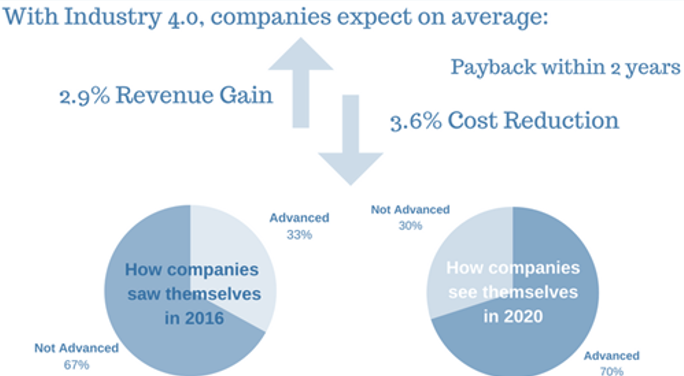 With Industry 4.0, companies expect on average:
Payback within 2 years
2.9% Revenue Gain
3.6% Cost Reduction
Advanced
33%
How companies
saw themselves
in 2016
Not Advanced
67%
Not Advanced
30%
How companies
see themselves
in 2020
Advanced
70%